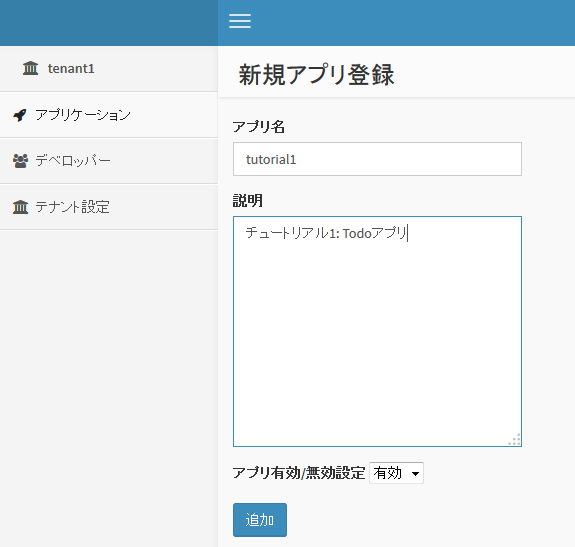 tenant1
アプリケーション
デベロッパー
テナント設定
新規アプリ登録
アプリ名
tutorial1
説明
チュートリアル1: Todoアプリ
アプリ有効/無効設定 有効
追加